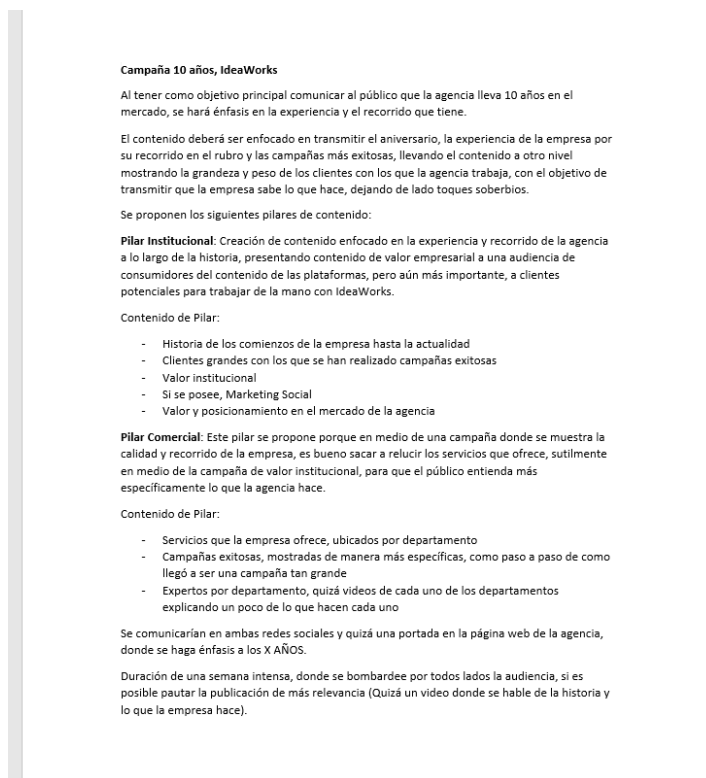 Campaña 10 años, IdeaWorks
Al tener como objetivo principal comunicar al público que la agencia lleva 10 años en el
mercado, se hará énfasis en la experiencia y el recorrido que tiene.
El contenido deberá ser enfocado en transmitir el aniversario, la experiencia de la empresa por
su recorrido en el rubro y las campañas más exitosas, llevando el contenido a otro nivel
mostrando la grandeza y peso de los clientes con los que la agencia trabaja, con el objetivo de
transmitir que la empresa sabe lo que hace, dejando de lado toques soberbios.
Se proponen los siguientes pilares de contenido:
Pilar Institucional: Creación de contenido enfocado en la experiencia y recorrido de la agencia
a lo largo de la historia, presentando contenido de valor empresarial a una audiencia de
consumidores del contenido de las plataformas, pero aún más importante, a clientes
potenciales para trabajar de la mano con IdeaWorks.
Contenido de Pilar:
- Historia de los comienzos de la empresa hasta la actualidad
- Clientes grandes con los que se han realizado campañas exitosas
- Valor institucional
- Si se posee, Marketing Social
- Valor y posicionamiento en el mercado de la agencia
Pilar Comercial: Este pilar se propone porque en medio de una campaña donde se muestra la
calidad y recorrido de la empresa, es bueno sacar a relucir los servicios que ofrece, sutilmente
en medio de la campaña de valor institucional, para que el público entienda más
específicamente lo que la agencia hace.
Contenido de Pilar:
- Servicios que la empresa ofrece, ubicados por departamento
- Campañas exitosas, mostradas de manera más específicas, como paso a paso de como
llegó a ser una campaña tan grande
- Expertos por departamento, quizá videos de cada uno de los departamentos
explicando un poco de lo que hacen cada uno
Se comunicarían en ambas redes sociales y quizá una portada en la página web de la agencia,
donde se haga énfasis a los X AÑOS.
Duración de una semana intensa, donde se bombardee por todos lados la audiencia, si es
posible pautar la publicación de más relevancia (Quizá un video donde se hable de la historia y
lo que la empresa hace).